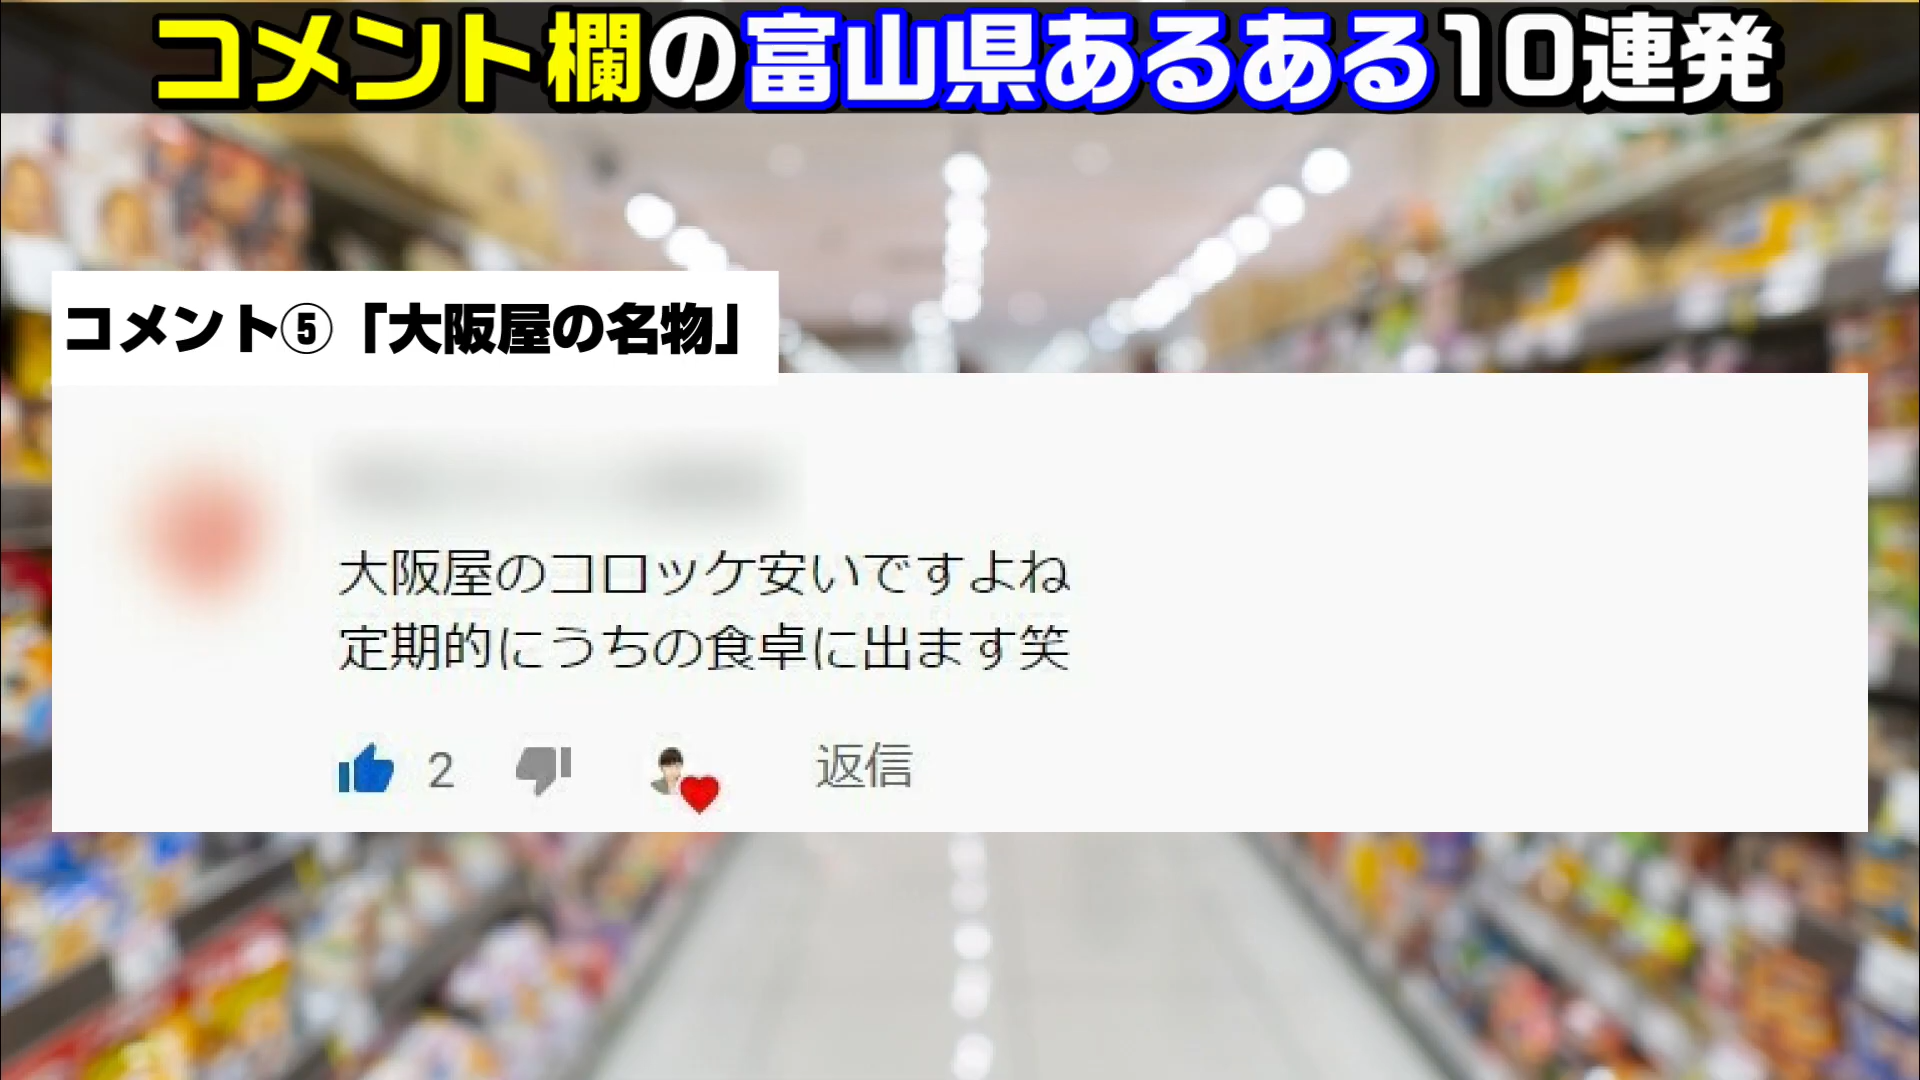 コメント欄の富山県あるある10連発
コメント⑤「大阪屋の名物」
大阪屋のコロッケ安いですよね
定期的にうちの食卓に出ます笑
2
返信